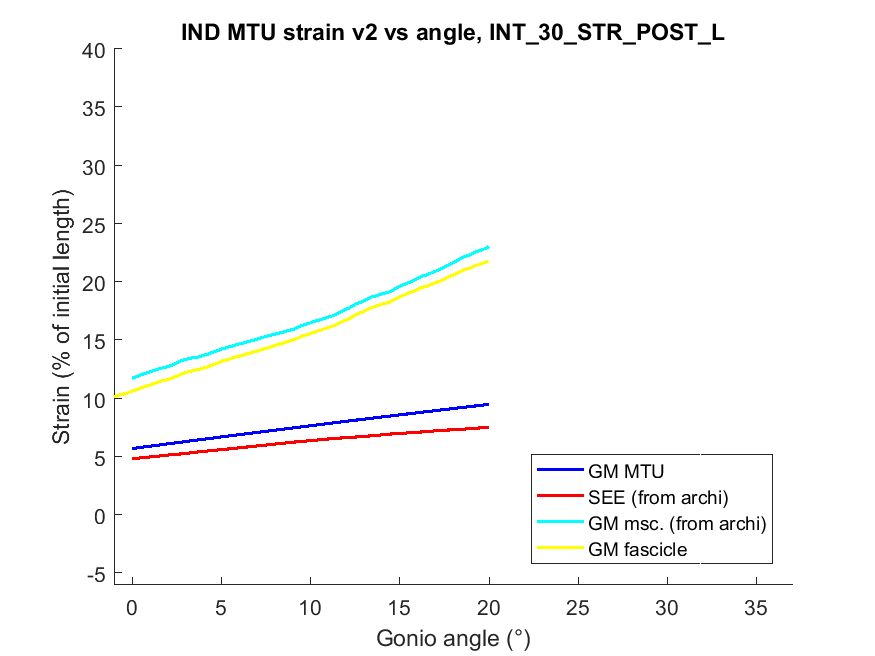 IND MTU strain v2 vs angle, INT_30_STR_POST_L
40
35
30
25
20
15
10
5
0
-5
Strain (% of initial length)
GM MTU
SEE (from archi)
GM msc. (from archi)
GM fascicle
0 5 10 15 20 25 30 35
Gonio angle (°)